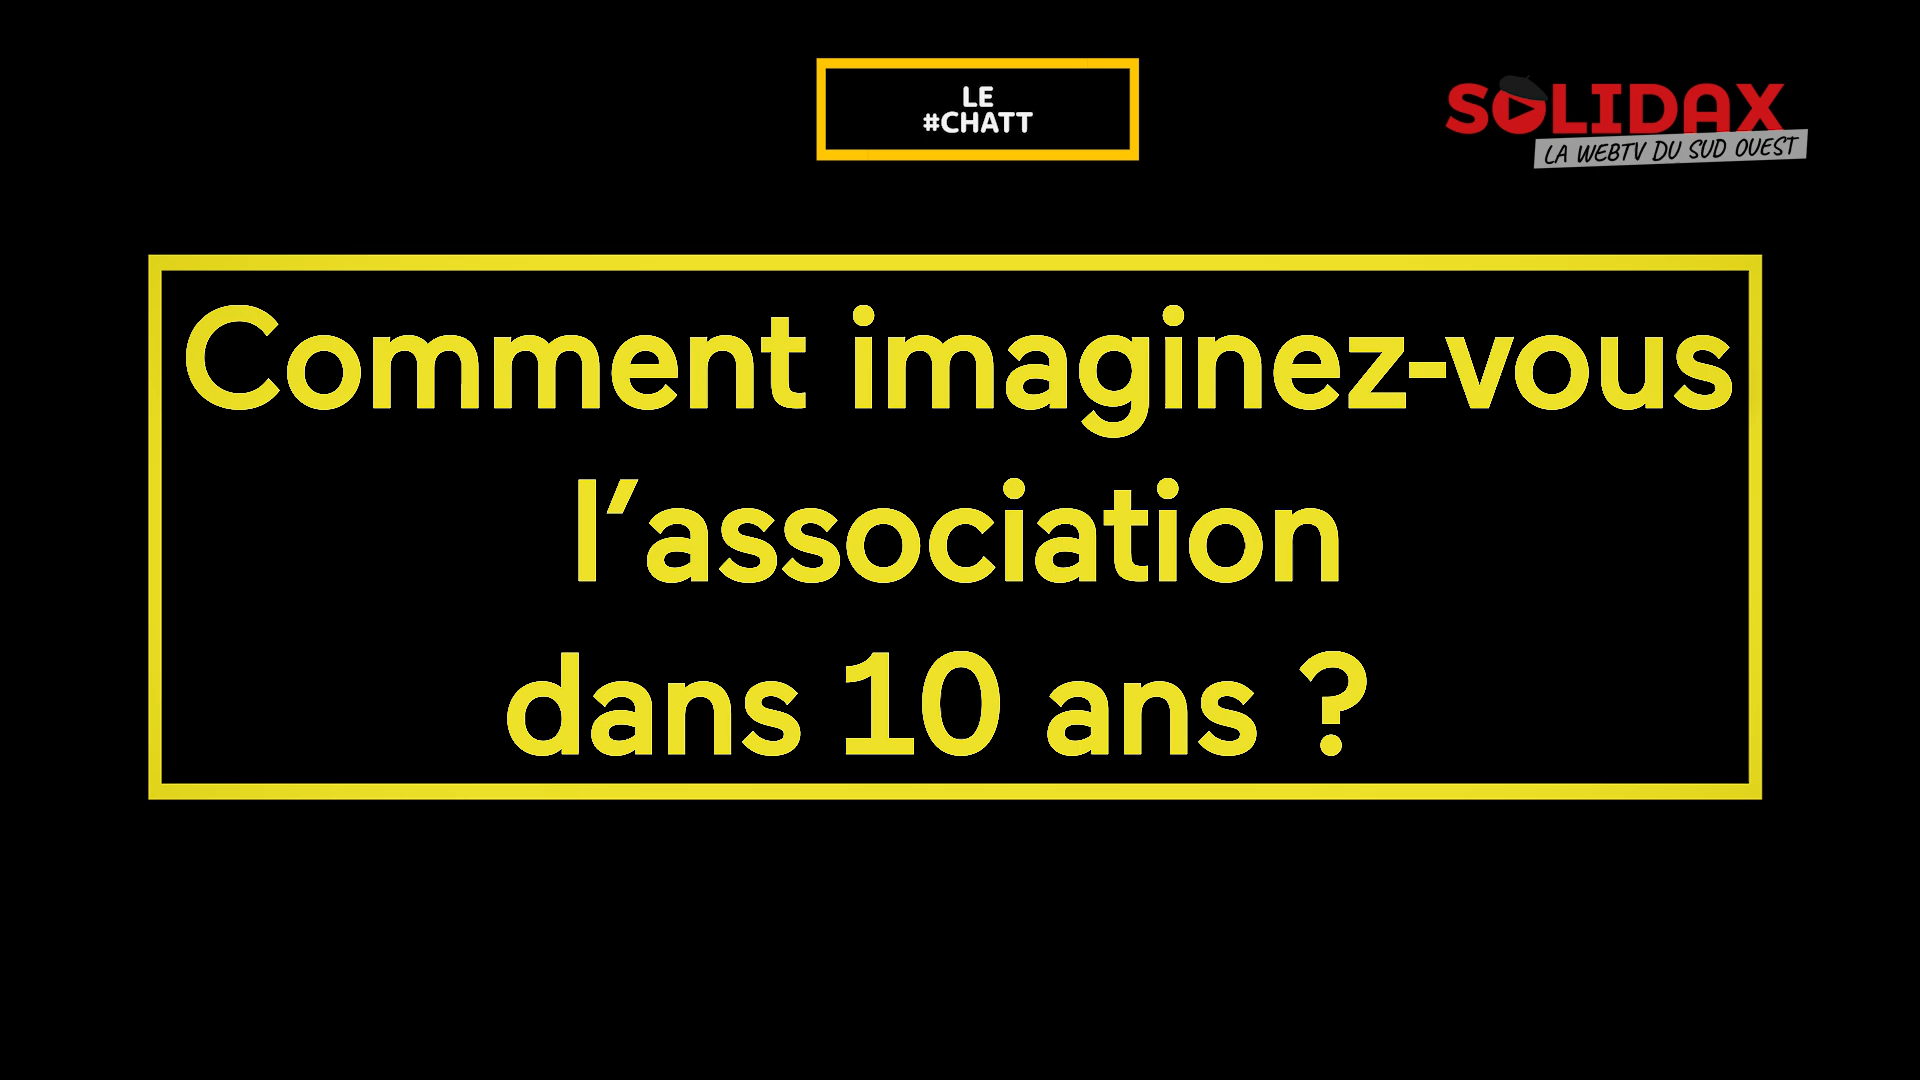 LE
#CHATT
SOLIDAX
LA WEBTV DU SUD OUEST
Comment imaginez-vous
l’association
dans 10 ans ?